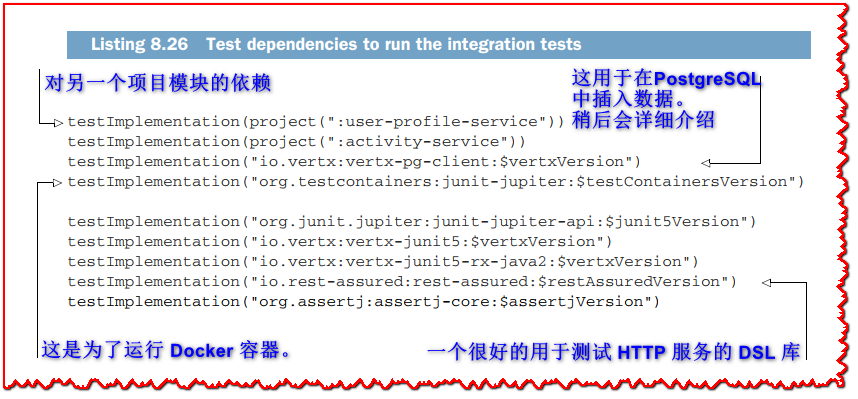 Listing 8.26 Test dependencies to run the integration tests
对另一个项目模块的依赖
这用于在PostgreSQL
中插入数据。
稍后会详细介绍
testImplementation(project(":user-profile-service"))
testImplementation(project(":activity-service"))
testImplementation("io.vertx:vertx-pg-client:$vertxVersion")
testImplementation("org.testcontainers:junit-jupiter:$testContainersVersion")
testImplementation("org.junit.jupiter:junit-jupiter-api:$junit5Version")
testImplementation("io.vertx:vertx-junit5:$vertxVersion")
testImplementation("io.vertx:vertx-junit5-rx-java2:$vertxVersion")
testImplementation("io.rest-assured:rest-assured:$restAssuredVersion")
testImplementation("org.assertj:assertj-core:$assertjVersion")
这是为了运行 Docker 容器。
一个很好的用于测试 HTTP 服务的 DSL 库